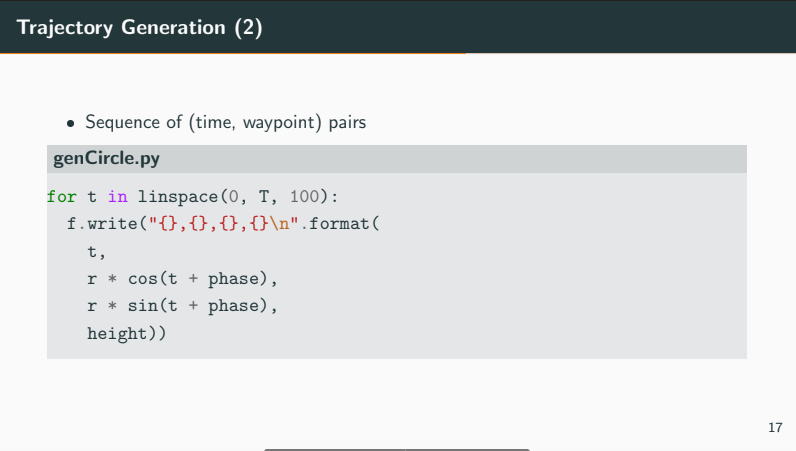 Trajectory Generation (2)
• Sequence of (time, waypoint) pairs
genCircle.py
for t in linspace(0, T, 100):
  f.write("{},{},{},{}\n".format(
    t,
    r * cos(t + phase),
    r * sin(t + phase),
    height))
17